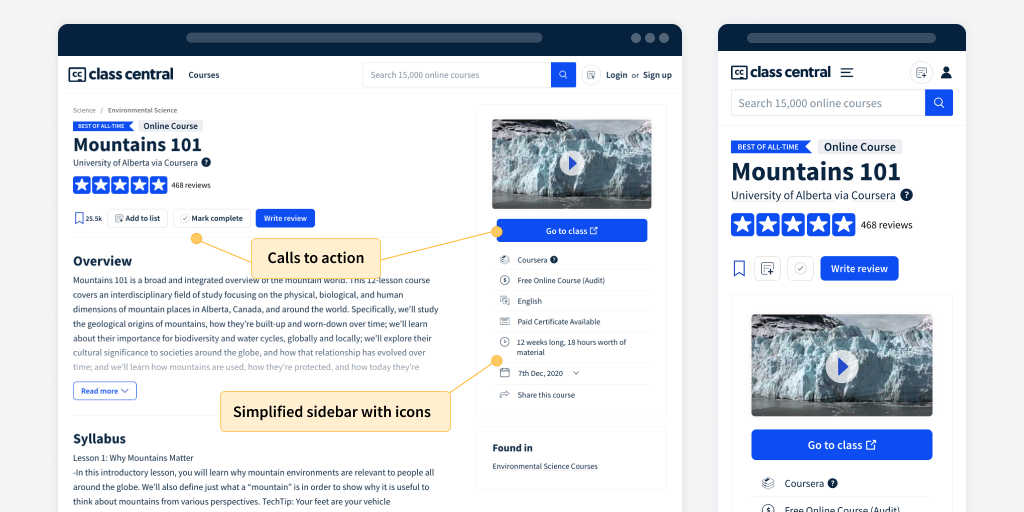 class central
Courses
Search 15,000 online courses
Login or Sign up
Science / Environmental Science
BEST OF ALL-TIME
Online Course
Mountains 101
University of Alberta via Coursera ?
468 reviews
25.5k
Add to list
Mark complete
Write review
Calls to action
Overview
Mountains 101 is a broad and integrated overview of the mountain world. This 12-lesson course
covers an interdisciplinary field of study focusing on the physical, biological, and human
dimensions of mountain places in Alberta, Canada, and around the world. Specifically, we'll study
the geological origins of mountains, how they're built-up and worn-down over time; we'll learn
about their importance for biodiversity and water cycles, globally and locally; we'll explore their
cultural significance to societies around the globe, and how that relationship has evolved over
time; and we'll learn how mountains are used, how they're protected, and how today they're
Read more
Simplified sidebar with icons
Syllabus
Lesson 1: Why Mountains Matter
-In this introductory lesson, you will learn why mountain environments are relevant to people all
around the globe. We'll also define just what a “mountain” is in order to show why it is useful to
think about mountains from various perspectives. TechTip: Your feet are your vehicle
Go to class
Coursera ?
$ Free Online Course (Audit)
English
Paid Certificate Available
12 weeks long, 18 hours worth of
material
7th Dec, 2020
Share this course
Found in
Environmental Science Courses
class central
Search 15,000 online courses
BEST OF ALL-TIME
Online Course
Mountains 101
University of Alberta via Coursera ?
468 reviews
Write review
Go to class
Coursera ?
Free Online Course (Audit)